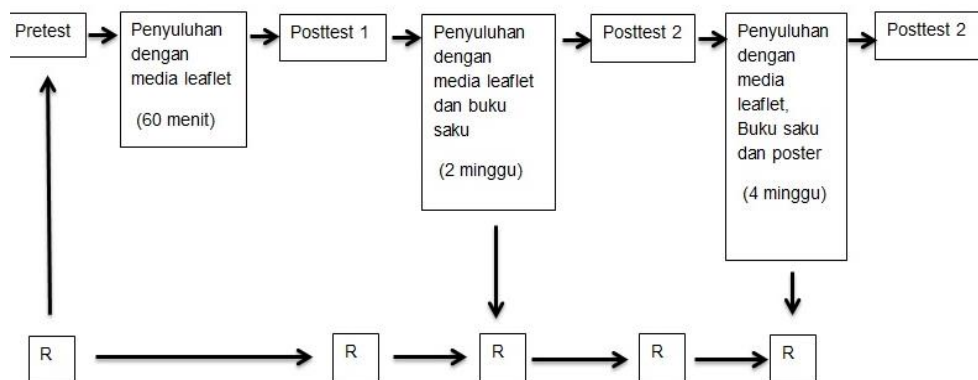 Pretest
Penyuluhan
dengan
media leaflet
(60 menit)
Posttest 1
Penyuluhan
dengan
media leaflet
dan buku
saku
(2 minggu)
Posttest 2
Penyuluhan
dengan
media
leaflet,
Buku saku
dan poster
(4 minggu)
Posttest 2
R
R
R
R
R